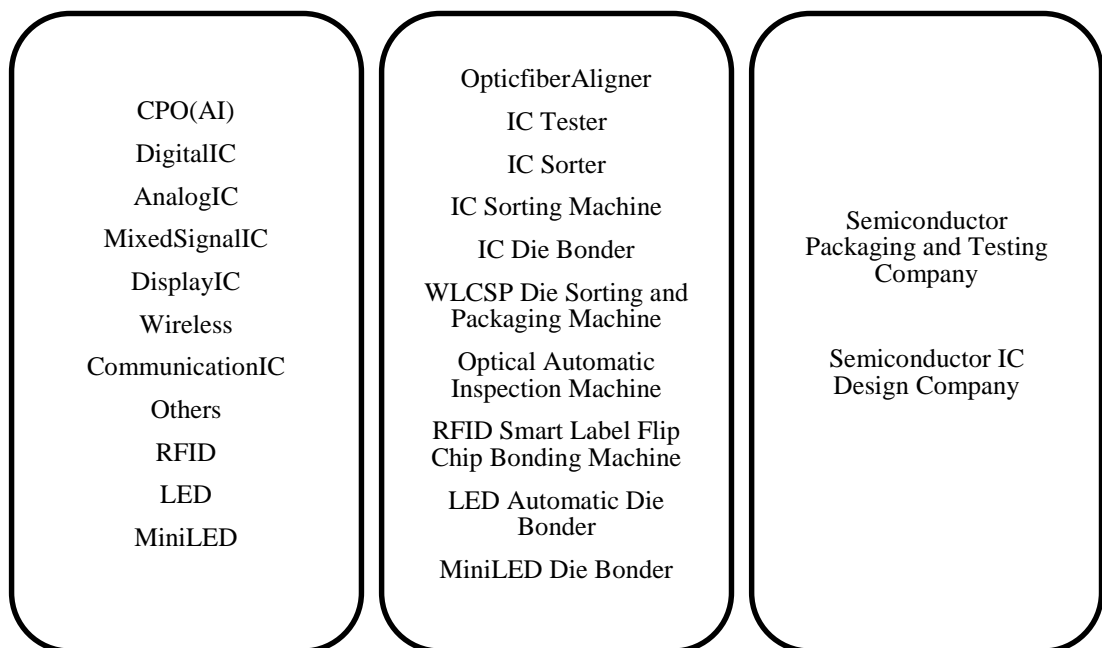 CPO(AI)
DigitalIC
AnalogIC
MixedSignalIC
DisplayIC
Wireless
CommunicationIC
Others
RFID
LED
MiniLED
OpticfiberAligner
IC Tester
IC Sorter
IC Sorting Machine
IC Die Bonder
WLCSP Die Sorting and
Packaging Machine
Optical Automatic
Inspection Machine
RFID Smart Label Flip
Chip Bonding Machine
LED Automatic Die
Bonder
MiniLED Die Bonder
Semiconductor
Packaging and Testing
Company
Semiconductor IC
Design Company